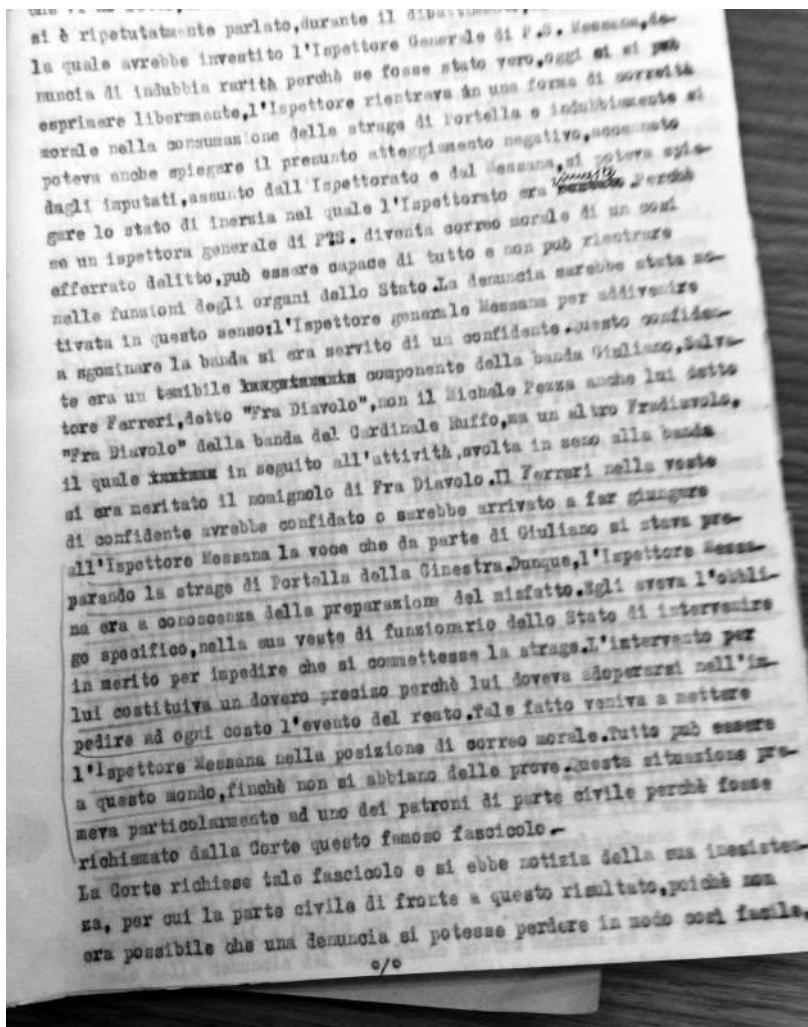 si è ripetutatmente parlato,durante il dibattimento,
la quale avrebbe investito l'Ispettore Generale di P.S. Messana,de-
nuncia di indubbia rarità perchè se fosse stato vero,oggi si si può
esprimere liberamente,l'Ispettore rientrava in una forma di correità
morale nella consumazione della strage di Portella e indubbiamente si
poteva anche spiegare il presunto atteggiamento negativo,accennato
dagli imputati,assunto dall'Ispettorato e dal Messana,si poteva spie-
gare lo stato di inerzia nel quale l'Ispettorato era .Perchè
se un ispettora generale di P?S. diventa correo morale di un così
efferrato delitto,può essere capace di tutto e non può rientrare
nelle funzioni degli organi dello Stato.La denuncia sarebbe stata mo-
tivata in questo senso:l'Ispettore generale Messana per addivenire
a sgominare la banda si era servito di un confidente.Questo confiden-
te era un temibile componente della banda Giuliano,Salva-
tore Ferreri,detto "Fra Diavolo",non il Michele Pezza anche lui detto
"Fra Diavolo" della banda del Cardinale Ruffo,ma un altro Fradiavolo,
il quale in seguito all'attività,svolta in seno alla banda
si era meritato il nomignolo di Fra Diavolo.Il Ferreri nella veste
di confidente avrebbe confidato o sarebbe arrivato a far giungere
all'Ispettore Messana la voce che da parte di Giuliano si stava pre-
parando la strage di Portella della Ginestra.Dunque,l'Ispettore Messa-
na era a conoscenza della preparazione del misfatto.Egli aveva l'obbli-
go specifico,nella sua veste di funzionario dello Stato di intervenire
in merito per impedire che si commettesse la strage.L'intervento per
lui costituiva un dovere preciso perchè lui doveva adoperarsi nell'im-
pedire ad ogni costo l'evento del reato.Tale fatto veniva a mettere
l'Ispettore Messana nella posizione di correo morale.Tutto può essere
a questo mondo,finchè non si abbiano delle prove.Questa situazione pre-
meva particolarmente ad uno dei patroni di parte civile perchè fosse
richiamato dalla Corte questo famoso fascicolo.-
La Corte richiese tale fascicolo e si ebbe notizia della sua inesisten-
za, per cui la parte civile di fronte a questo risultato,poichè non
era possibile che una denuncia si potesse perdere in modo così facile,
o/o